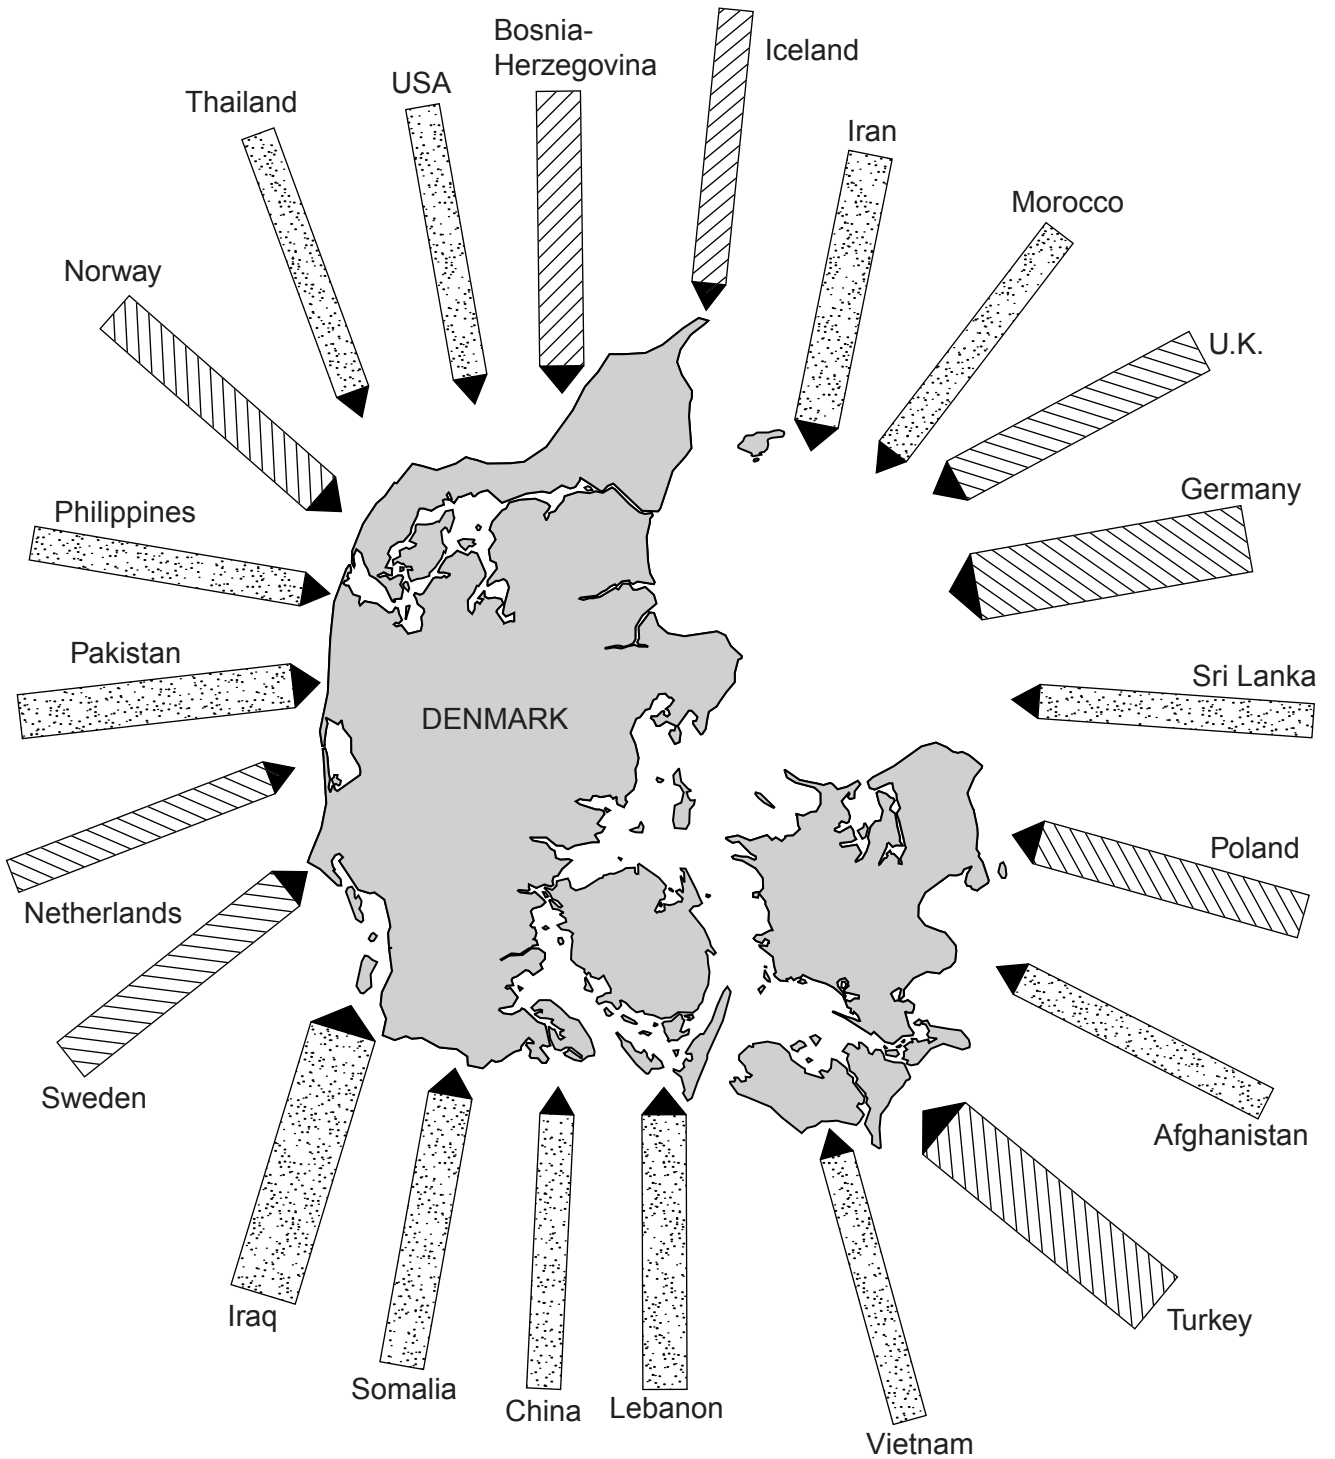 Bosnia-
Herzegovina
Iceland
USA
Thailand
Iran
Morocco
Norway
U.K.
Germany
Philippines
Pakistan
Sri Lanka
DENMARK
Poland
Netherlands
Sweden
Afghanistan
Iraq
Turkey
Somalia
China
Lebanon
Vietnam